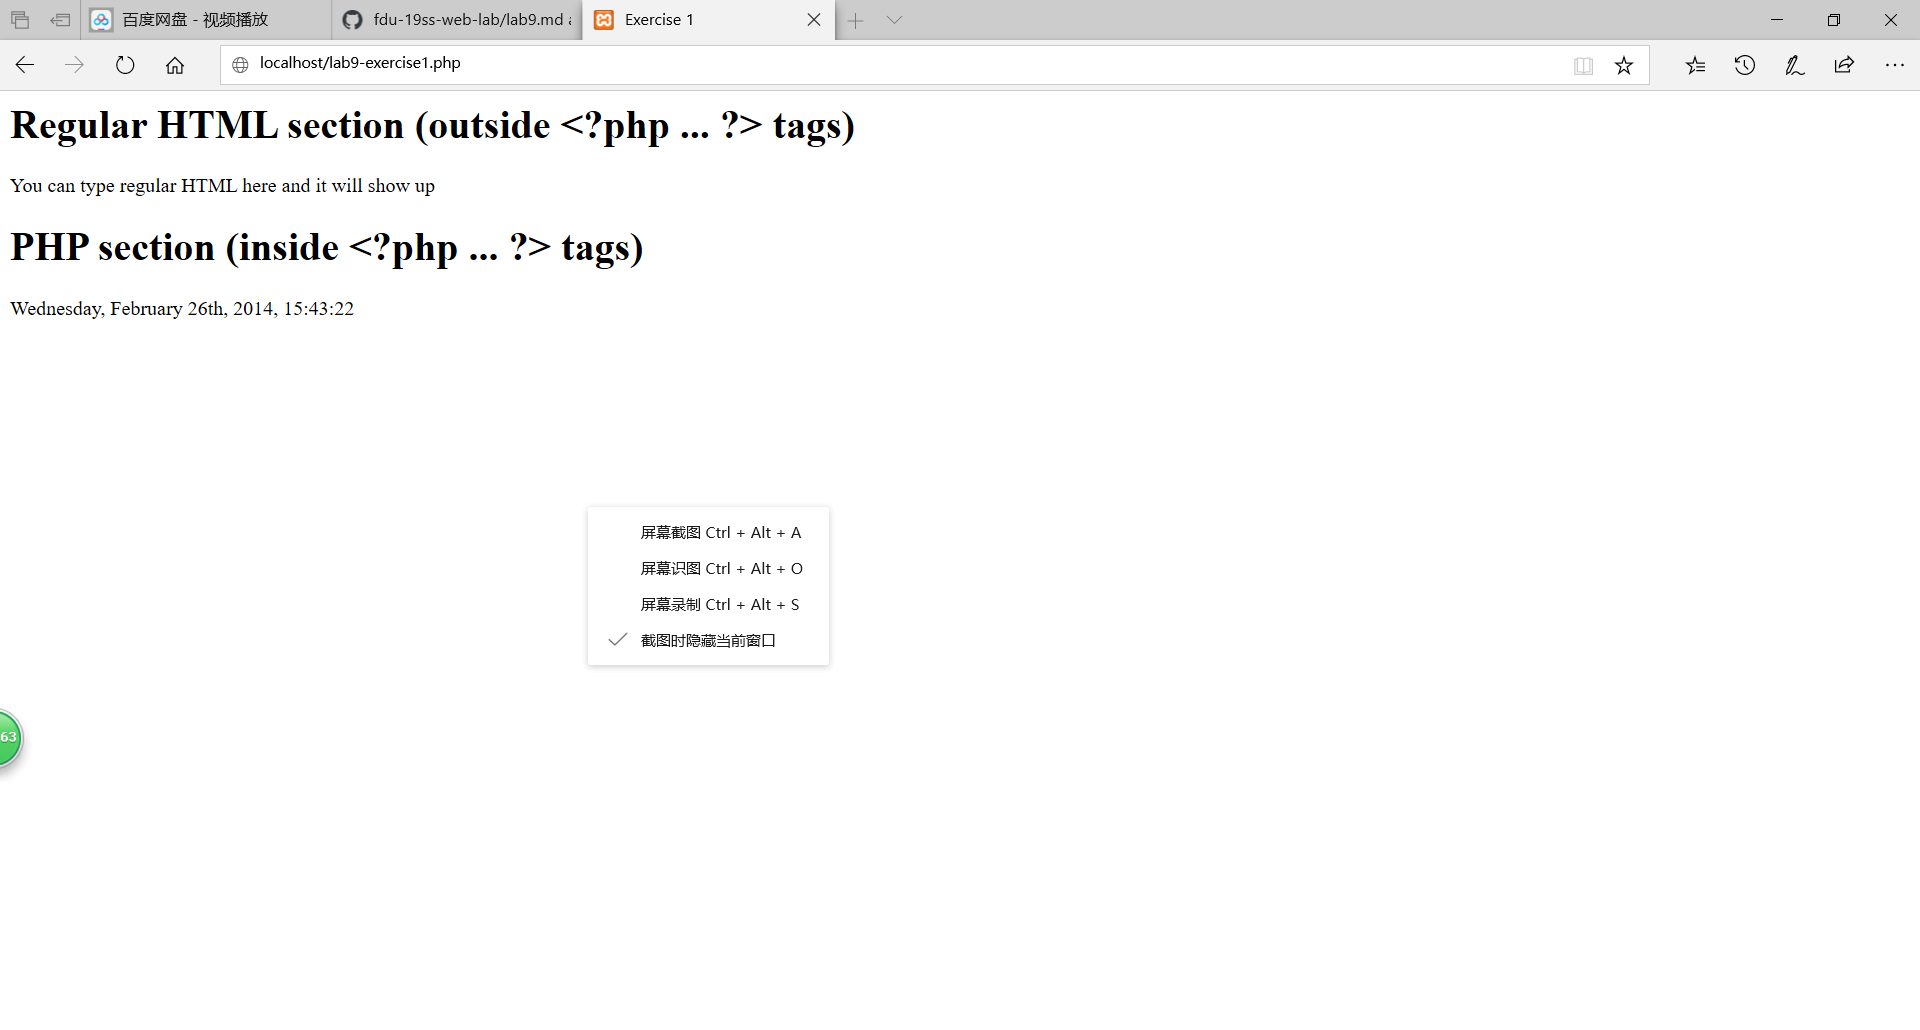 百度网盘 - 视频播放
fdu-19ss-web-lab/lab9.md a
Exercise 1
localhost/lab9-exercise1.php
Regular HTML section (outside <?php ... ?> tags)
You can type regular HTML here and it will show up
PHP section (inside <?php ... ?> tags)
Wednesday, February 26th, 2014, 15:43:22
屏幕截图 Ctrl + Alt + A
屏幕识图 Ctrl + Alt + O
屏幕录制 Ctrl + Alt + S
截图时隐藏当前窗口
63